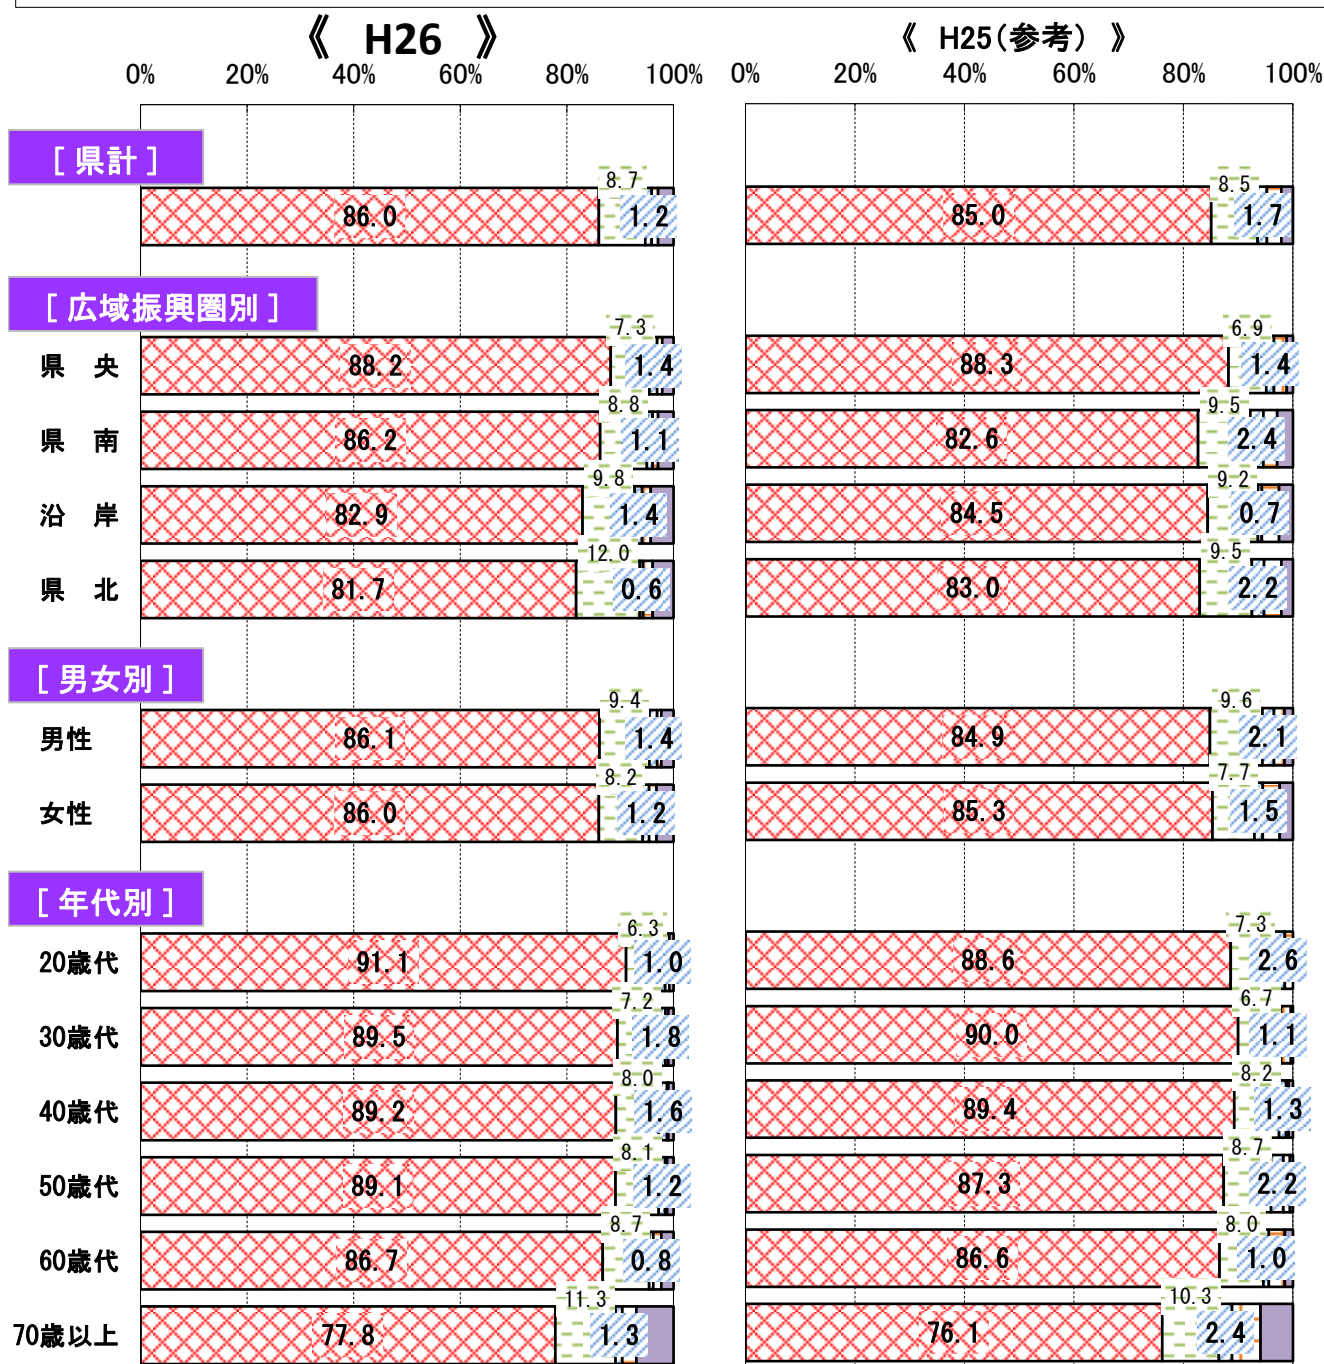 《 H26 》
《 H25(参考) 》
0% 20% 40% 60% 80% 100%
0% 20% 40% 60% 80% 100%
[ 県計 ]
86.0 8.7 1.2
85.0 8.5 1.7
[ 広域振興圏別 ]
県 央 88.2 7.3 1.4
88.3 6.9 1.4
県 南 86.2 8.8 1.1
82.6 9.5 2.4
沿 岸 82.9 9.8 1.4
84.5 9.2 0.7
県 北 81.7 12.0 0.6
83.0 9.5 2.2
[ 男女別 ]
男性 86.1 9.4 1.4
84.9 9.6 2.1
女性 86.0 8.2 1.2
85.3 7.7 1.5
[ 年代別 ]
20歳代 91.1 6.3 1.0
88.6 7.3 2.6
30歳代 89.5 7.2 1.8
90.0 6.7 1.1
40歳代 89.2 8.0 1.6
89.4 8.2 1.3
50歳代 89.1 8.1 1.2
87.3 8.7 2.2
60歳代 86.7 8.7 0.8
86.6 8.0 1.0
70歳以上 77.8 11.3 1.3
76.1 10.3 2.4